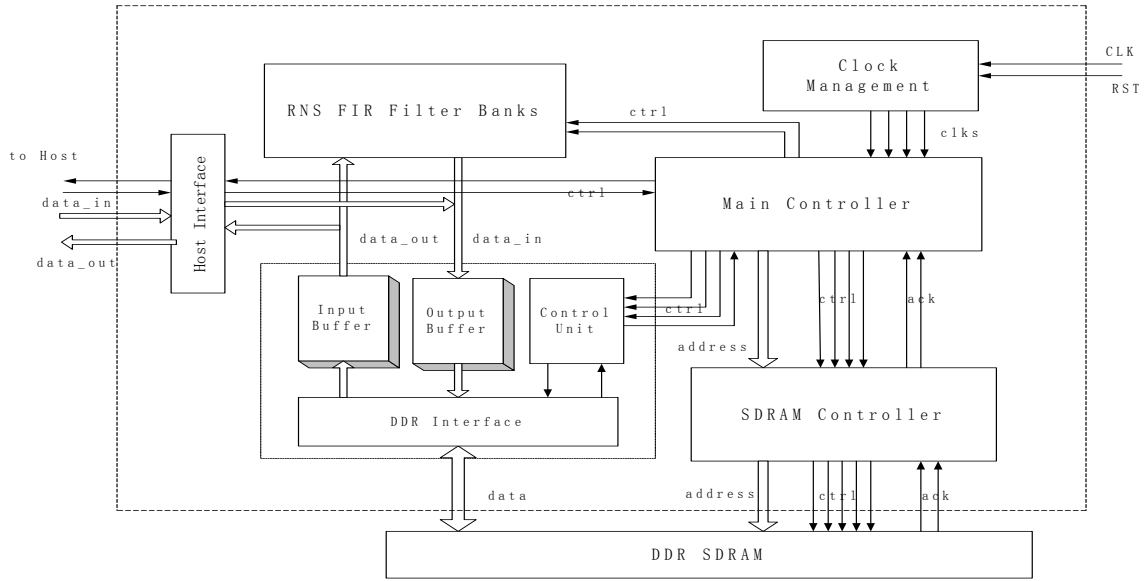 CLK
Clock
Management
RST
RNS FIR Filter Banks
ctrl
clks
to Host
Host Interface
ctrl
data_in
Main Controller
data_out
data_out
data_in
Input
Buffer
Output
Buffer
Control
Unit
ctrl
ctrl
ack
address
DDR Interface
SDRAM Controller
data
address
ctrl
ack
DDR SDRAM